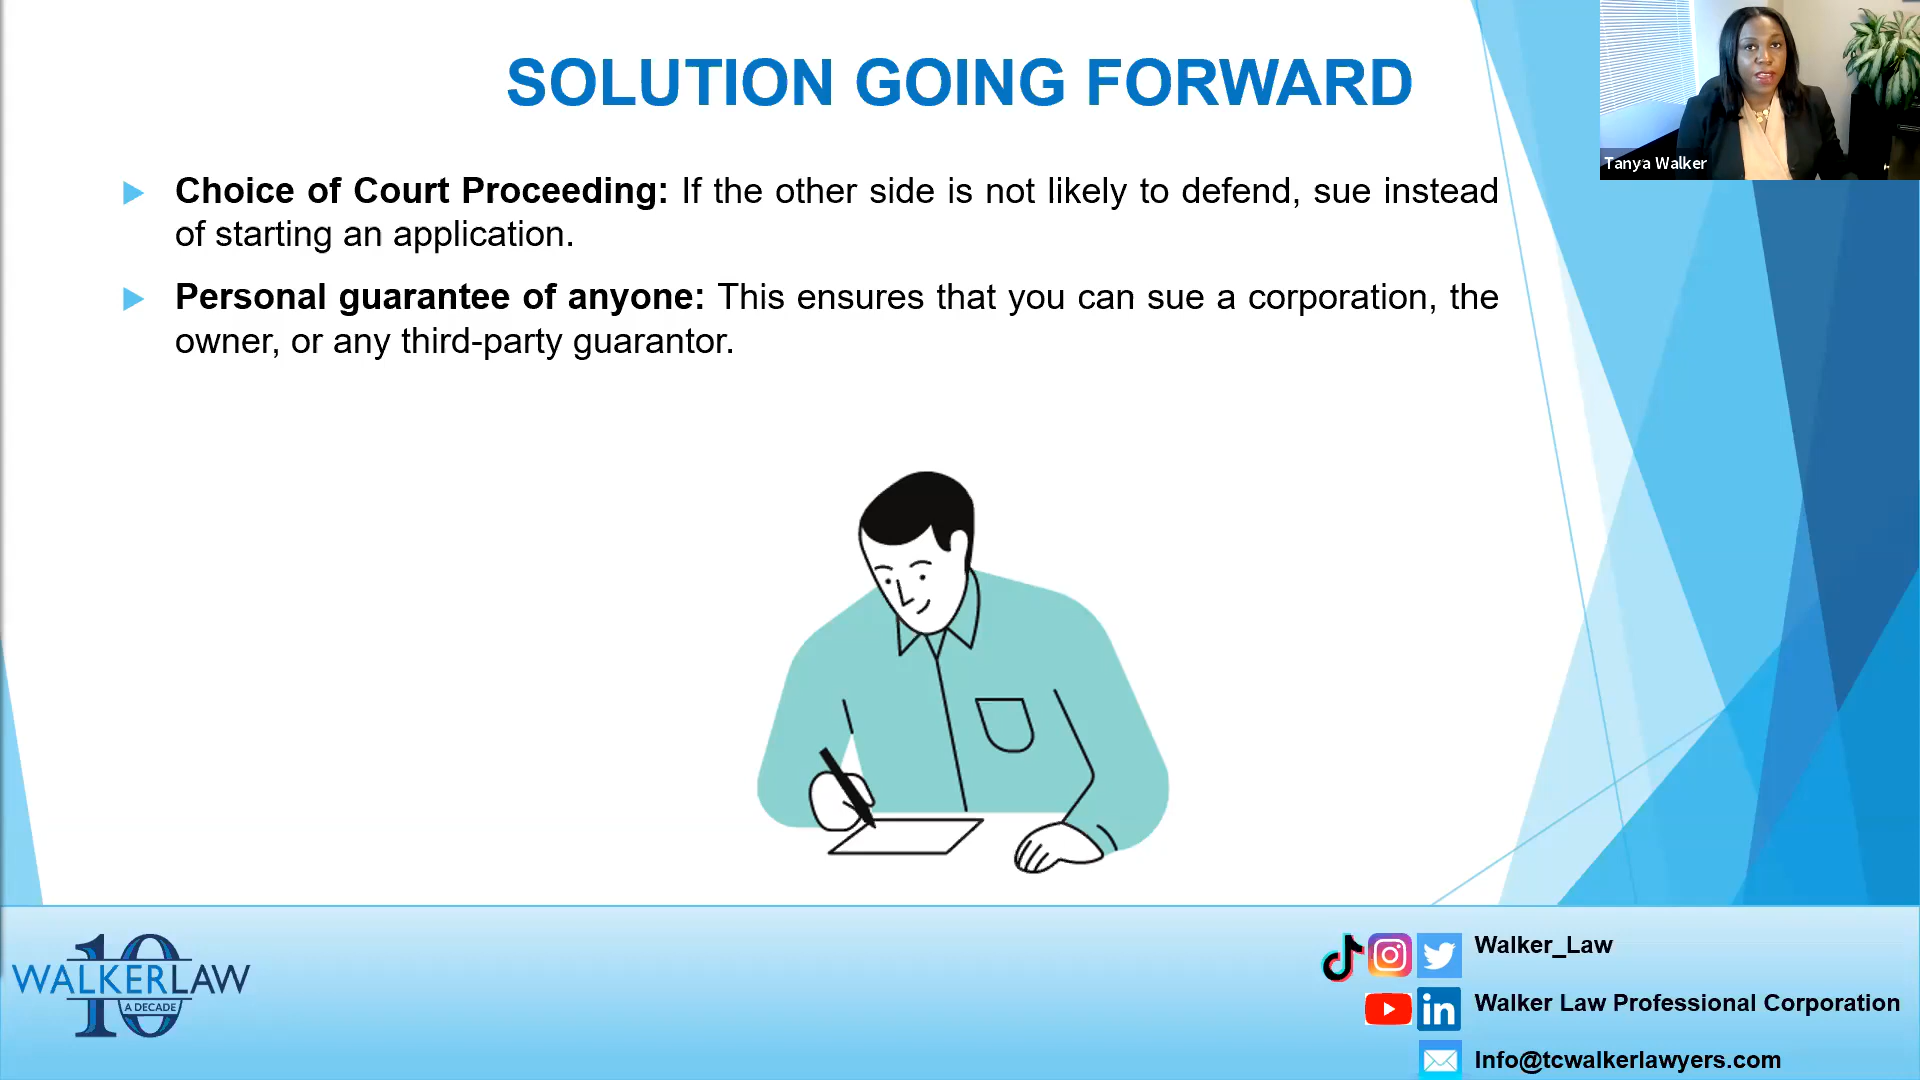 SOLUTION GOING FORWARD
Tanya Walker
Choice of Court Proceeding: If the other side is not likely to defend, sue instead
of starting an application.
Personal guarantee of anyone: This ensures that you can sue a corporation, the
owner, or any third-party guarantor.
10
WALKERLAW
A DECADE
Walker_Law
in
Walker Law Professional Corporation
Info@tcwalkerlawyers.com